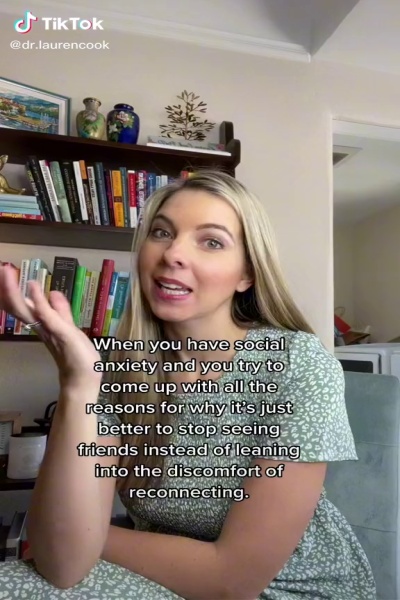 TikTok
@dr.laurencook
When you have social
anxiety and you try to
come up with all the
reasons for why it's just
better to stop seeing
friends instead of leaning
into the discomfort of
reconnecting.